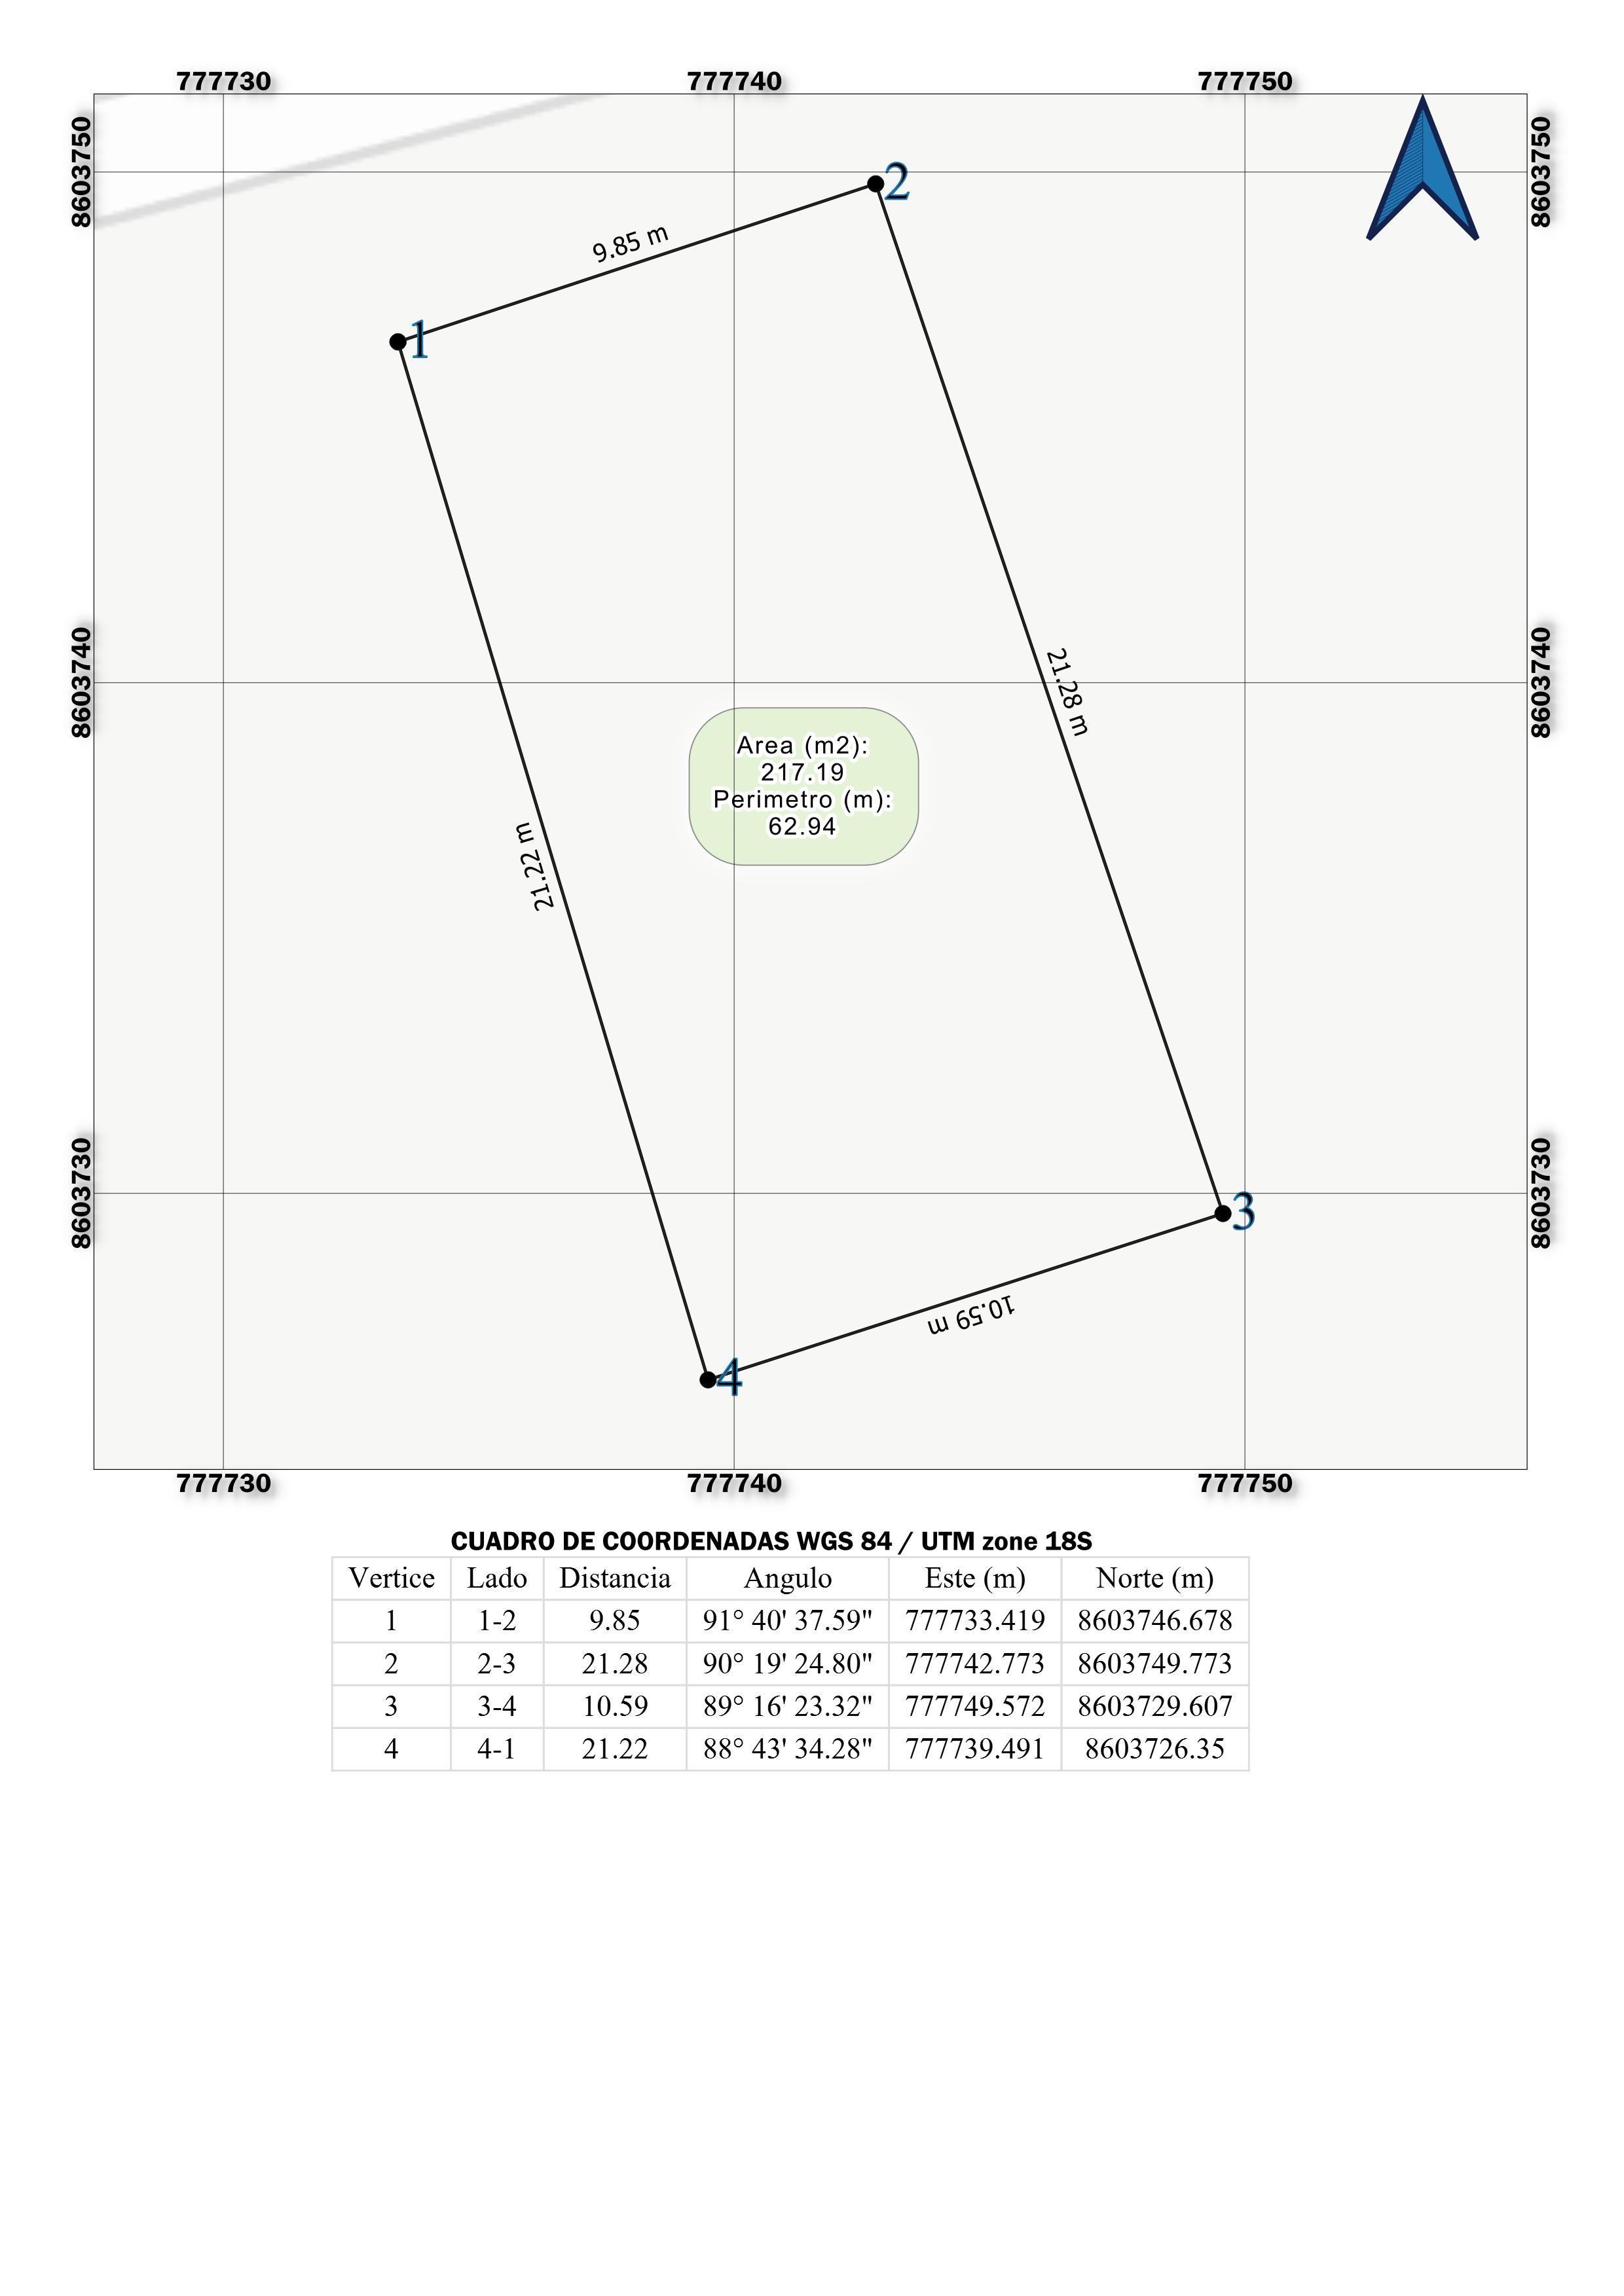 777730 777740 777750
8603750 8603750
2
9.85 m
1
8603740 8603740
21.28 m
Area (m2):
217.19
Perimetro (m):
62.94
21.22 m
8603730 8603730
3
10.59 m
4
777730 777740 777750
CUADRO DE COORDENADAS WGS 84 / UTM zone 18S
Vertice Lado Distancia Angulo Este (m) Norte (m)
1 1-2 9.85 91° 40' 37.59" 777733.419 8603746.678
2 2-3 21.28 90° 19' 24.80" 777742.773 8603749.773
3 3-4 10.59 89° 16' 23.32" 777749.572 8603729.607
4 4-1 21.22 88° 43' 34.28" 777739.491 8603726.35